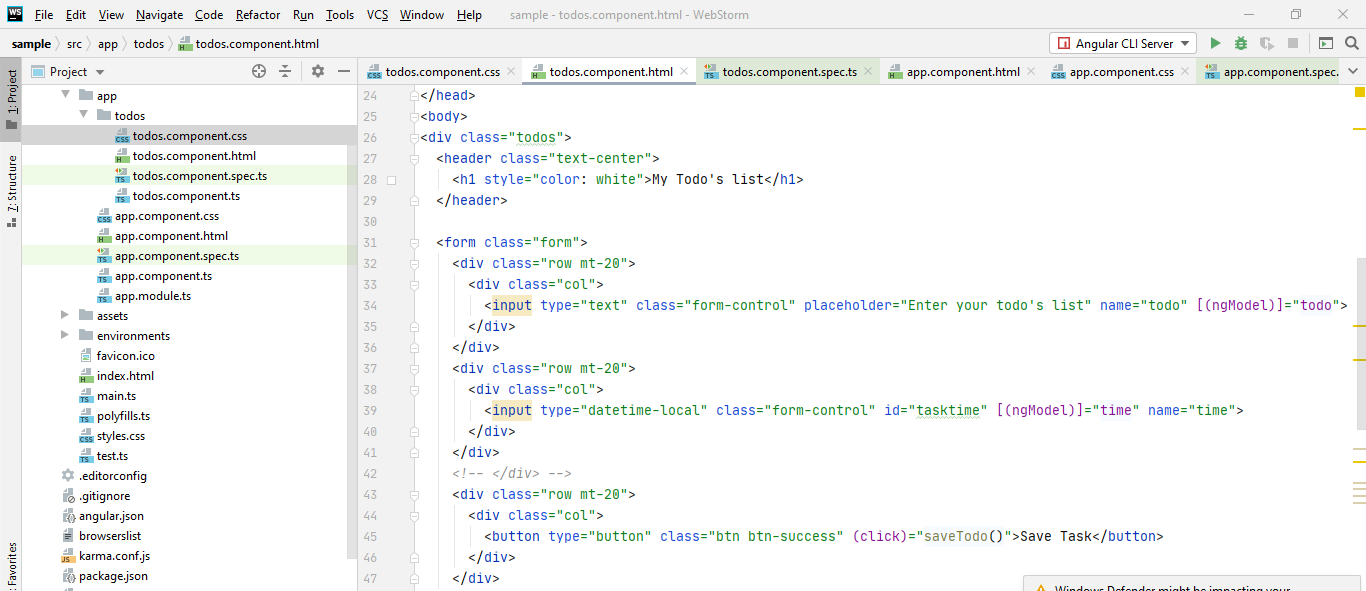 WS File Edit View Navigate Code Refactor Run Tools VCS Window Help sample - todos.component.html - WebStorm
sample src app todos todos.component.html Angular CLI Server
Project todos.component.css todos.component.html todos.component.spec.ts app.component.html app.component.css app.component.spec.
1: Project
7: Structure
Favorites
app
todos
todos.component.css
todos.component.html
todos.component.spec.ts
todos.component.ts
app.component.css
app.component.html
app.component.spec.ts
app.component.ts
app.module.ts
assets
environments
favicon.ico
index.html
main.ts
polyfills.ts
styles.css
test.ts
.editorconfig
.gitignore
angular.json
browserslist
karma.conf.js
package.json
24 </head>
25 <body>
26 <div class="todos">
27 <header class="text-center">
28 <h1 style="color: white">My Todo's list</h1>
29 </header>
30
31 <form class="form">
32 <div class="row mt-20">
33 <div class="col">
34 <input type="text" class="form-control" placeholder="Enter your todo's list" name="todo" [(ngModel)]="todo">
35 </div>
36 </div>
37 <div class="row mt-20">
38 <div class="col">
39 <input type="datetime-local" class="form-control" id="tasktime" [(ngModel)]="time" name="time">
40 </div>
41 </div>
42 <!-- </div> -->
43 <div class="row mt-20">
44 <div class="col">
45 <button type="button" class="btn btn-success" (click)="saveTodo()">Save Task</button>
46 </div>
47 </div>
Windows Defender might be impacting your